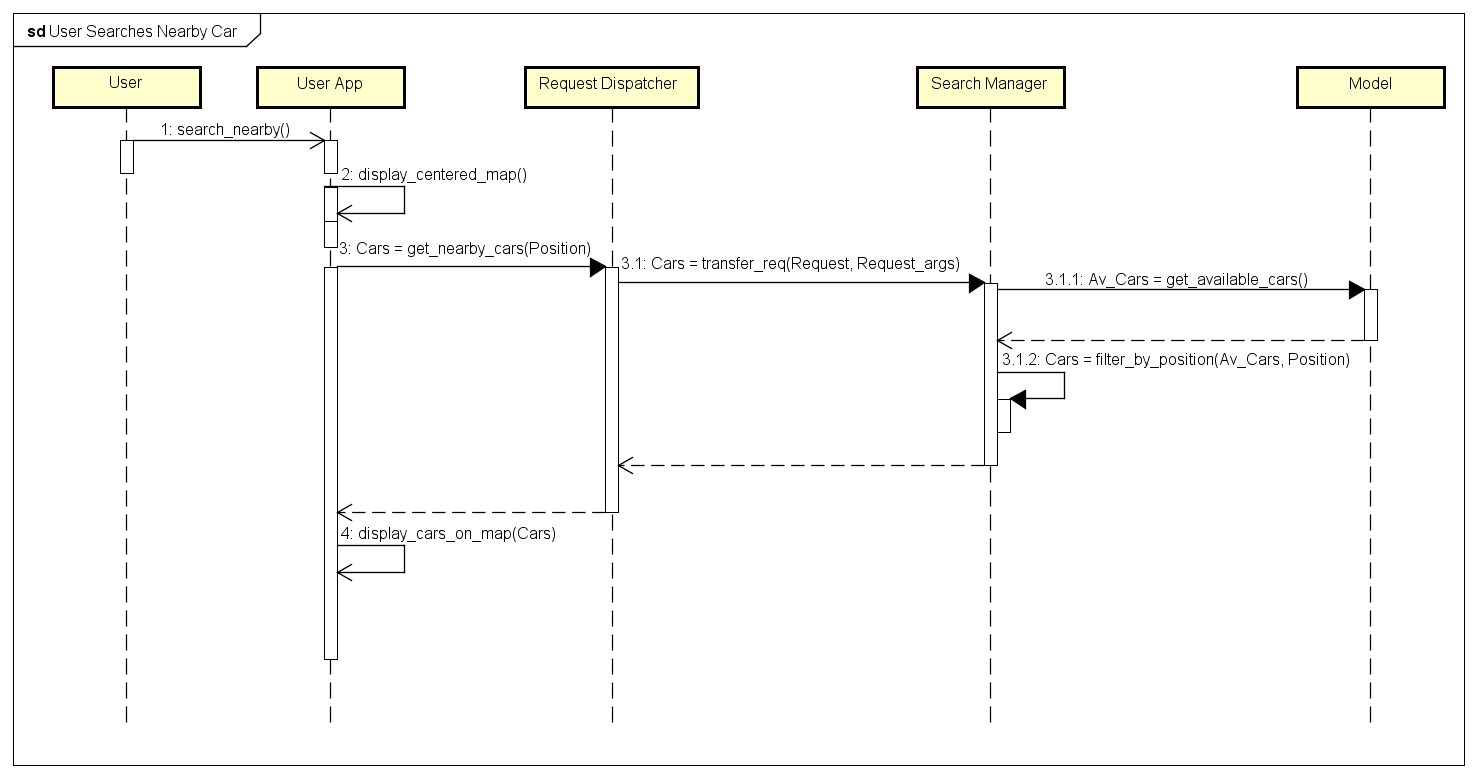 sd User Searches Nearby Car
User
User App
Request Dispatcher
Search Manager
Model
1: search_nearby()
2: display_centered_map()
3: Cars = get_nearby_cars(Position)
3.1: Cars = transfer_req(Request, Request_args)
3.1.1: Av_Cars = get_available_cars()
3.1.2: Cars = filter_by_position(Av_Cars, Position)
4: display_cars_on_map(Cars)